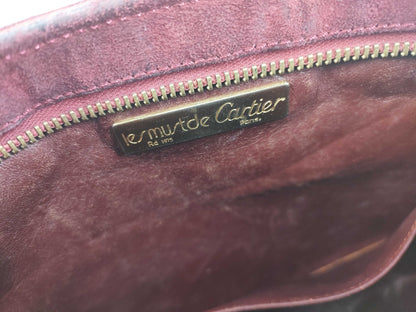 les must de Cartier
Paris.